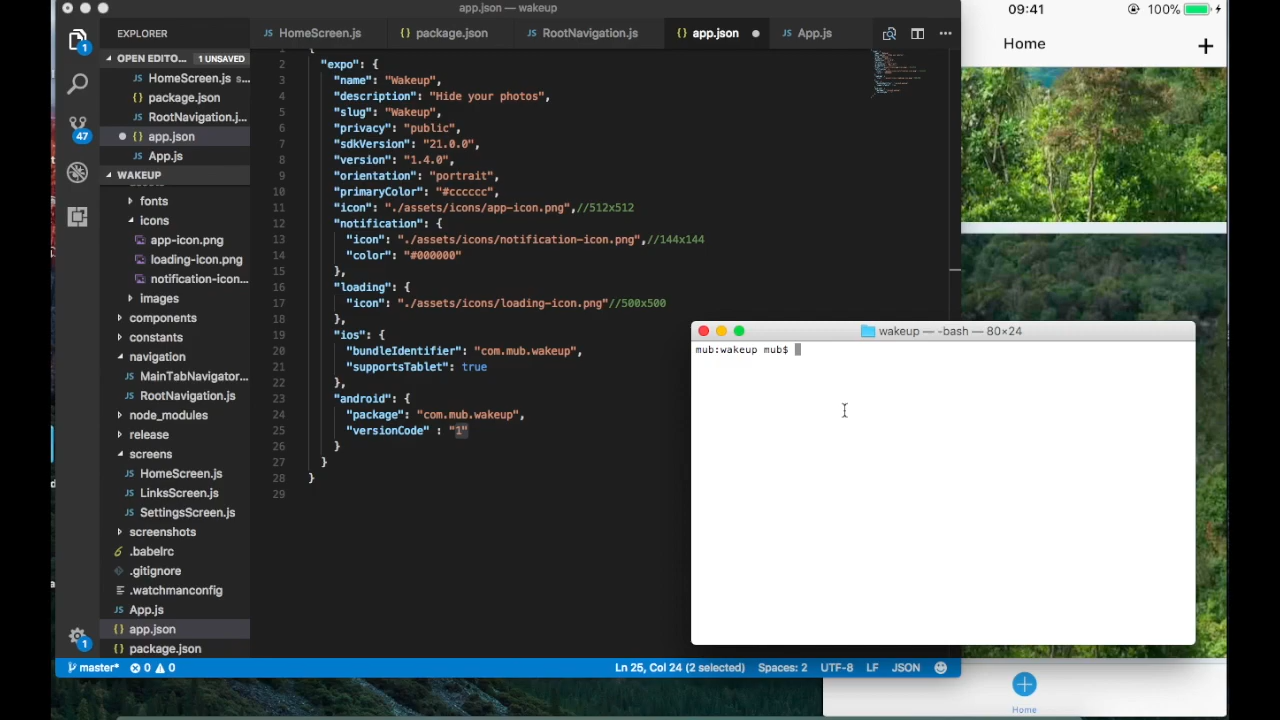 app.json — wakeup
09:41
100%
EXPLORER
HomeScreen.js
package.json
RootNavigation.js
app.json
App.js
Home
+
OPEN EDITO...
1 UNSAVED
HomeScreen.js s...
package.json
RootNavigation.j...
app.json
App.js
WAKEUP
fonts
icons
app-icon.png
loading-icon.png
notification-icon...
images
components
constants
navigation
MainTabNavigator...
RootNavigation.js
node_modules
release
screens
HomeScreen.js
LinksScreen.js
SettingsScreen.js
screenshots
.babelrc
.gitignore
.watchmanconfig
App.js
app.json
package.json
1
47
1
1 {
2 "expo": {
3 "name": "Wakeup",
4 "description": "Hide your photos",
5 "slug": "Wakeup",
6 "privacy": "public",
7 "sdkVersion": "21.0.0",
8 "version": "1.4.0",
9 "orientation": "portrait",
10 "primaryColor": "#cccccc",
11 "icon": "./assets/icons/app-icon.png",//512x512
12 "notification": {
13 "icon": "./assets/icons/notification-icon.png",//144x144
14 "color": "#000000"
15 },
16 "loading": {
17 "icon": "./assets/icons/loading-icon.png"//500x500
18 },
19 "ios": {
20 "bundleIdentifier": "com.mub.wakeup",
21 "supportsTablet": true
22 },
23 "android": {
24 "package": "com.mub.wakeup",
25 "versionCode" : "1"
26 }
27 }
28 }
29
wakeup — -bash — 80×24
mub:wakeup mub$
master*
0
0
Ln 25, Col 24 (2 selected)
Spaces: 2
UTF-8
LF
JSON
Home